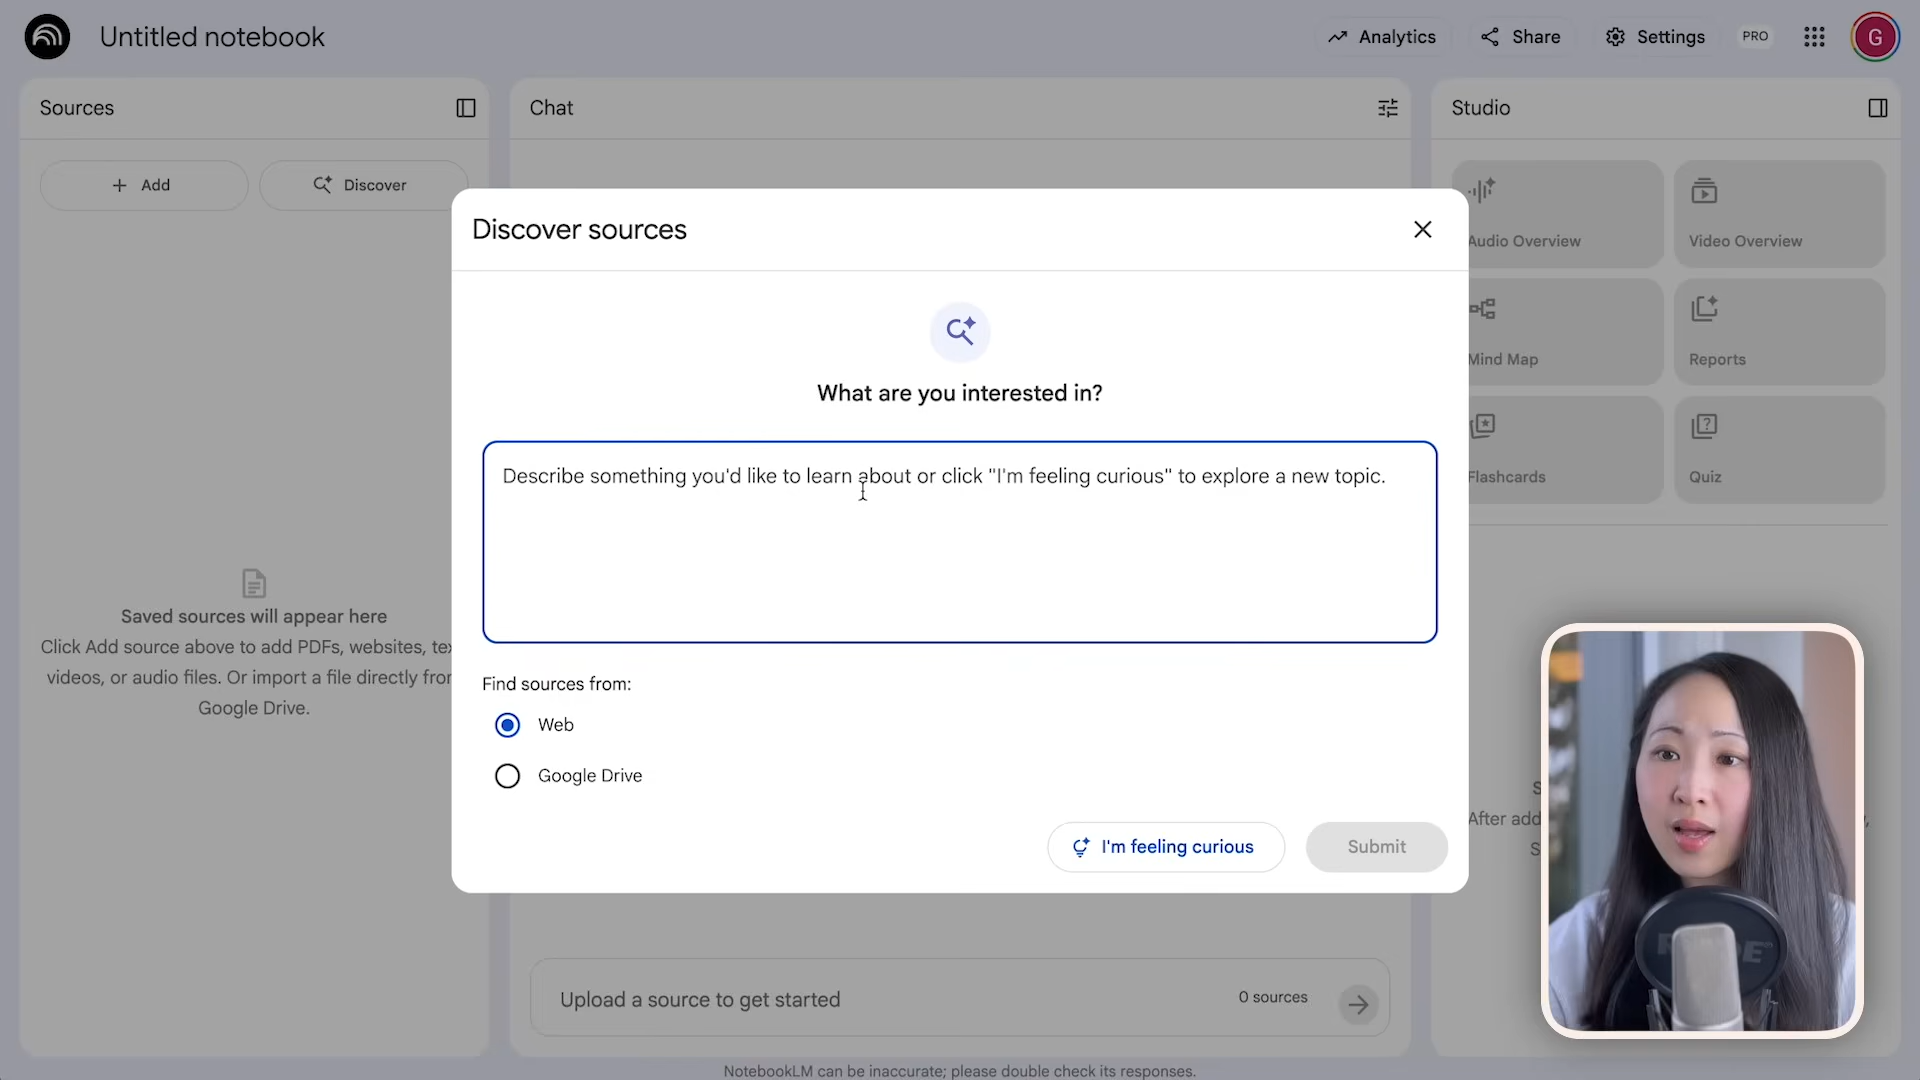 Untitled notebook
Analytics
Share
Settings
PRO
G
Sources
Chat
Studio
Add
Discover
Discover sources
What are you interested in?
Describe something you'd like to learn about or click "I'm feeling curious" to explore a new topic.
Find sources from:
Web
Google Drive
I'm feeling curious
Submit
Audio Overview
Video Overview
Mind Map
Reports
Flashcards
Quiz
Saved sources will appear here
Click Add source above to add PDFs, websites,
videos, or audio files. Or import a file directly
Google Drive.
After
Upload a source to get started
0 sources
NotebookLM can be inaccurate; please double check its responses.